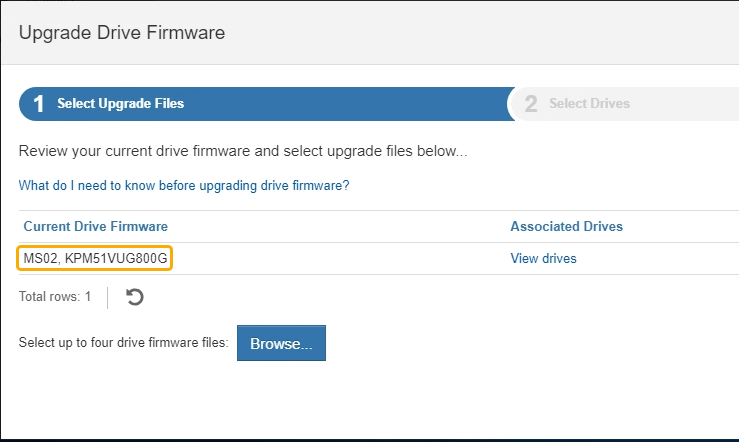 Upgrade Drive Firmware
1 Select Upgrade Files
2 Select Drives
Review your current drive firmware and select upgrade files below...
What do I need to know before upgrading drive firmware?
Current Drive Firmware
Associated Drives
MS02, KPM51VUG800G
View drives
Total rows: 1
Select up to four drive firmware files:
Browse...